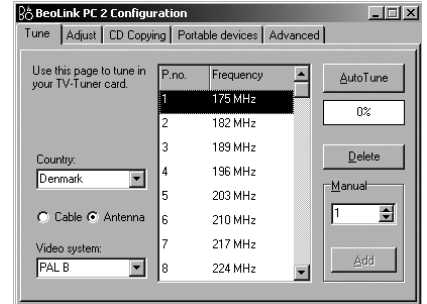 BeoLink PC 2 Configuration
Tune Adjust CD Copying Portable devices Advanced
Use this page to tune in
your TV-Tuner card.
Country:
Denmark
Cable Antenna
Video system:
PAL B
P.no. Frequency
1 175 MHz
2 182 MHz
3 189 MHz
4 196 MHz
5 203 MHz
6 210 MHz
7 217 MHz
8 224 MHz
AutoTune
0%
Delete
Manual
1
Add